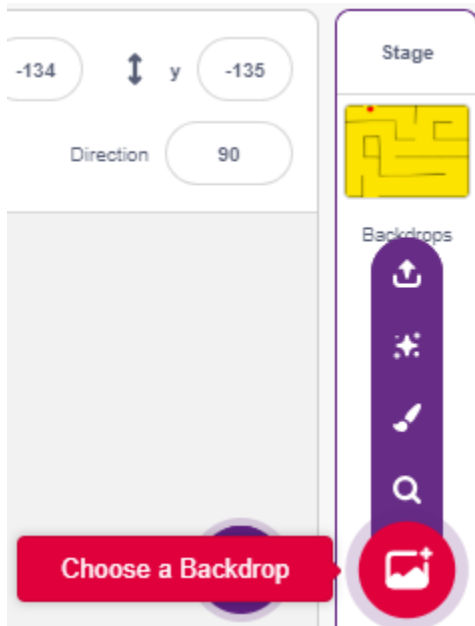 Stage
-134
y
-135
Direction
90
Backdrops
Choose a Backdrop